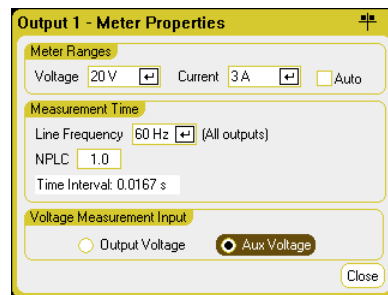 Output 1 - Meter Properties
Meter Ranges
Voltage 20 V Current 3 A Auto
Measurement Time
Line Frequency 60 Hz (All outputs)
NPLC 1.0
Time Interval: 0.0167 s
Voltage Measurement Input
Output Voltage Aux Voltage
Close